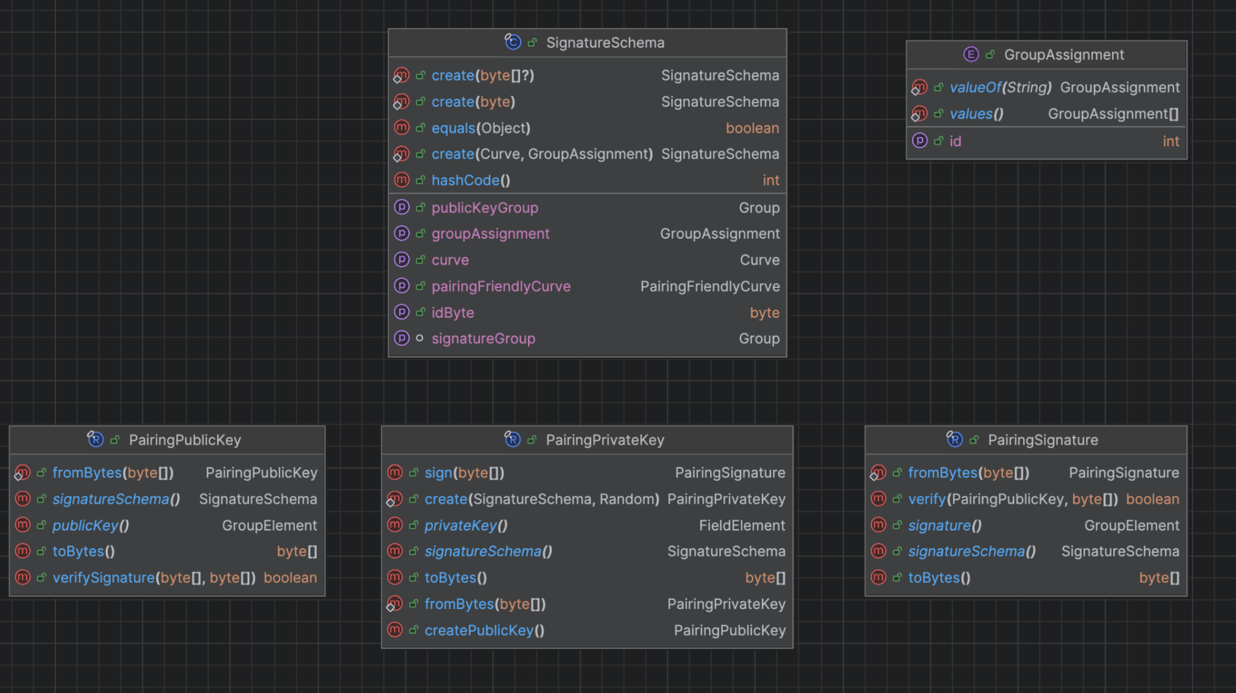 SignatureSchema
create(byte[]?) SignatureSchema
create(byte) SignatureSchema
equals(Object) boolean
create(Curve, GroupAssignment) SignatureSchema
hashCode() int
publicKeyGroup Group
groupAssignment GroupAssignment
curve Curve
pairingFriendlyCurve PairingFriendlyCurve
idByte byte
signatureGroup Group
GroupAssignment
valueOf(String) GroupAssignment
values() GroupAssignment[]
id int
PairingPublicKey
fromBytes(byte[]) PairingPublicKey
signatureSchema() SignatureSchema
publicKey() GroupElement
toBytes() byte[]
verifySignature(byte[], byte[]) boolean
PairingPrivateKey
sign(byte[]) PairingSignature
create(SignatureSchema, Random) PairingPrivateKey
privateKey() FieldElement
signatureSchema() SignatureSchema
toBytes() byte[]
fromBytes(byte[]) PairingPrivateKey
createPublicKey() PairingPublicKey
PairingSignature
fromBytes(byte[]) PairingSignature
verify(PairingPublicKey, byte[]) boolean
signature() GroupElement
signatureSchema() SignatureSchema
toBytes() byte[]